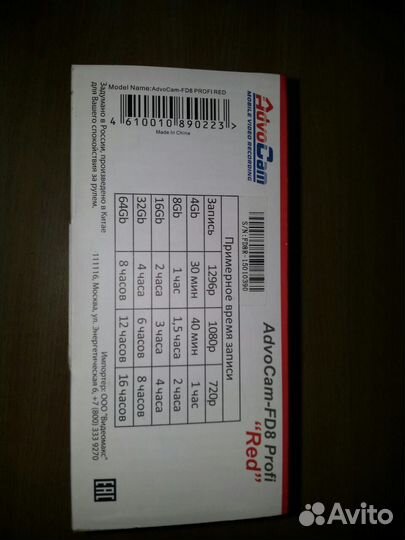 AdvoCam
MOBILE VIDEO RECORDING
S/N:FD8R-15010390
AdvoCam-FD8 Profi
“Red”
Model Name:AdvoCam-FD8 PROFI RED
4 610010 890223 >
Made in China
Примерное время записи
Запись 1296p 1080p 720p
4Gb 30 мин 40 мин 1 час
8Gb 1 час 1,5 часа 2 часа
16Gb 2 часа 3 часа 4 часа
32Gb 4 часа 6 часов 8 часов
64Gb 8 часов 12 часов 16 часов
Задумано в России, произведено в Китае
для Вашего спокойствия за рулем.
Импортер: ООО "Видеомакс"
111116, Москва, ул. Энергетическая 6, +7 (800) 333 9270
EAC
Avito